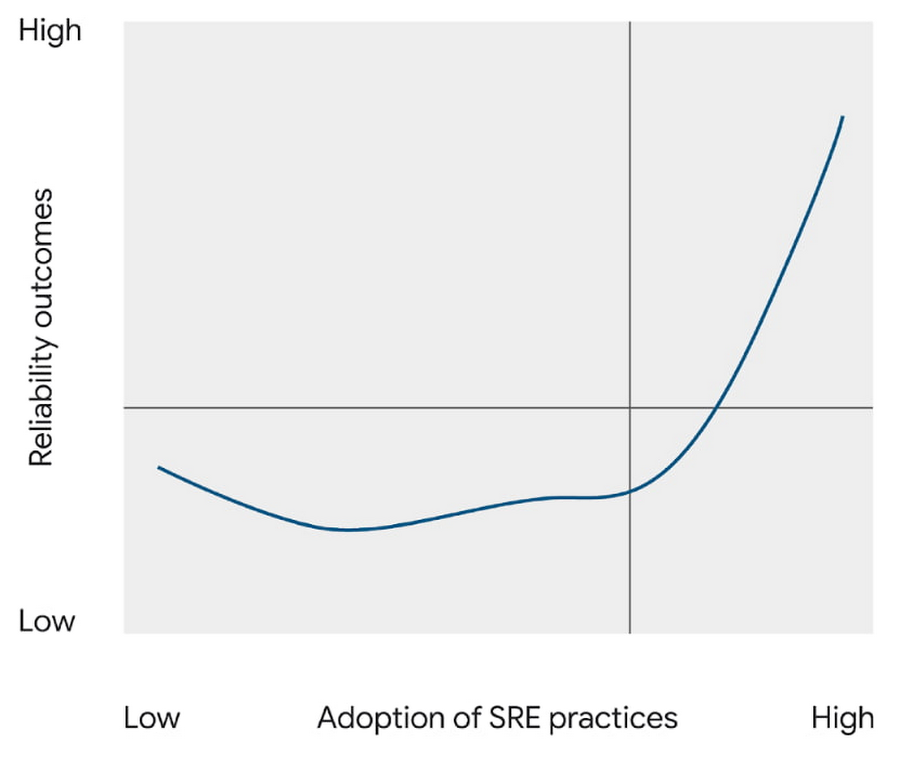 High
Reliability outcomes
Low
Low
Adoption of SRE practices
High